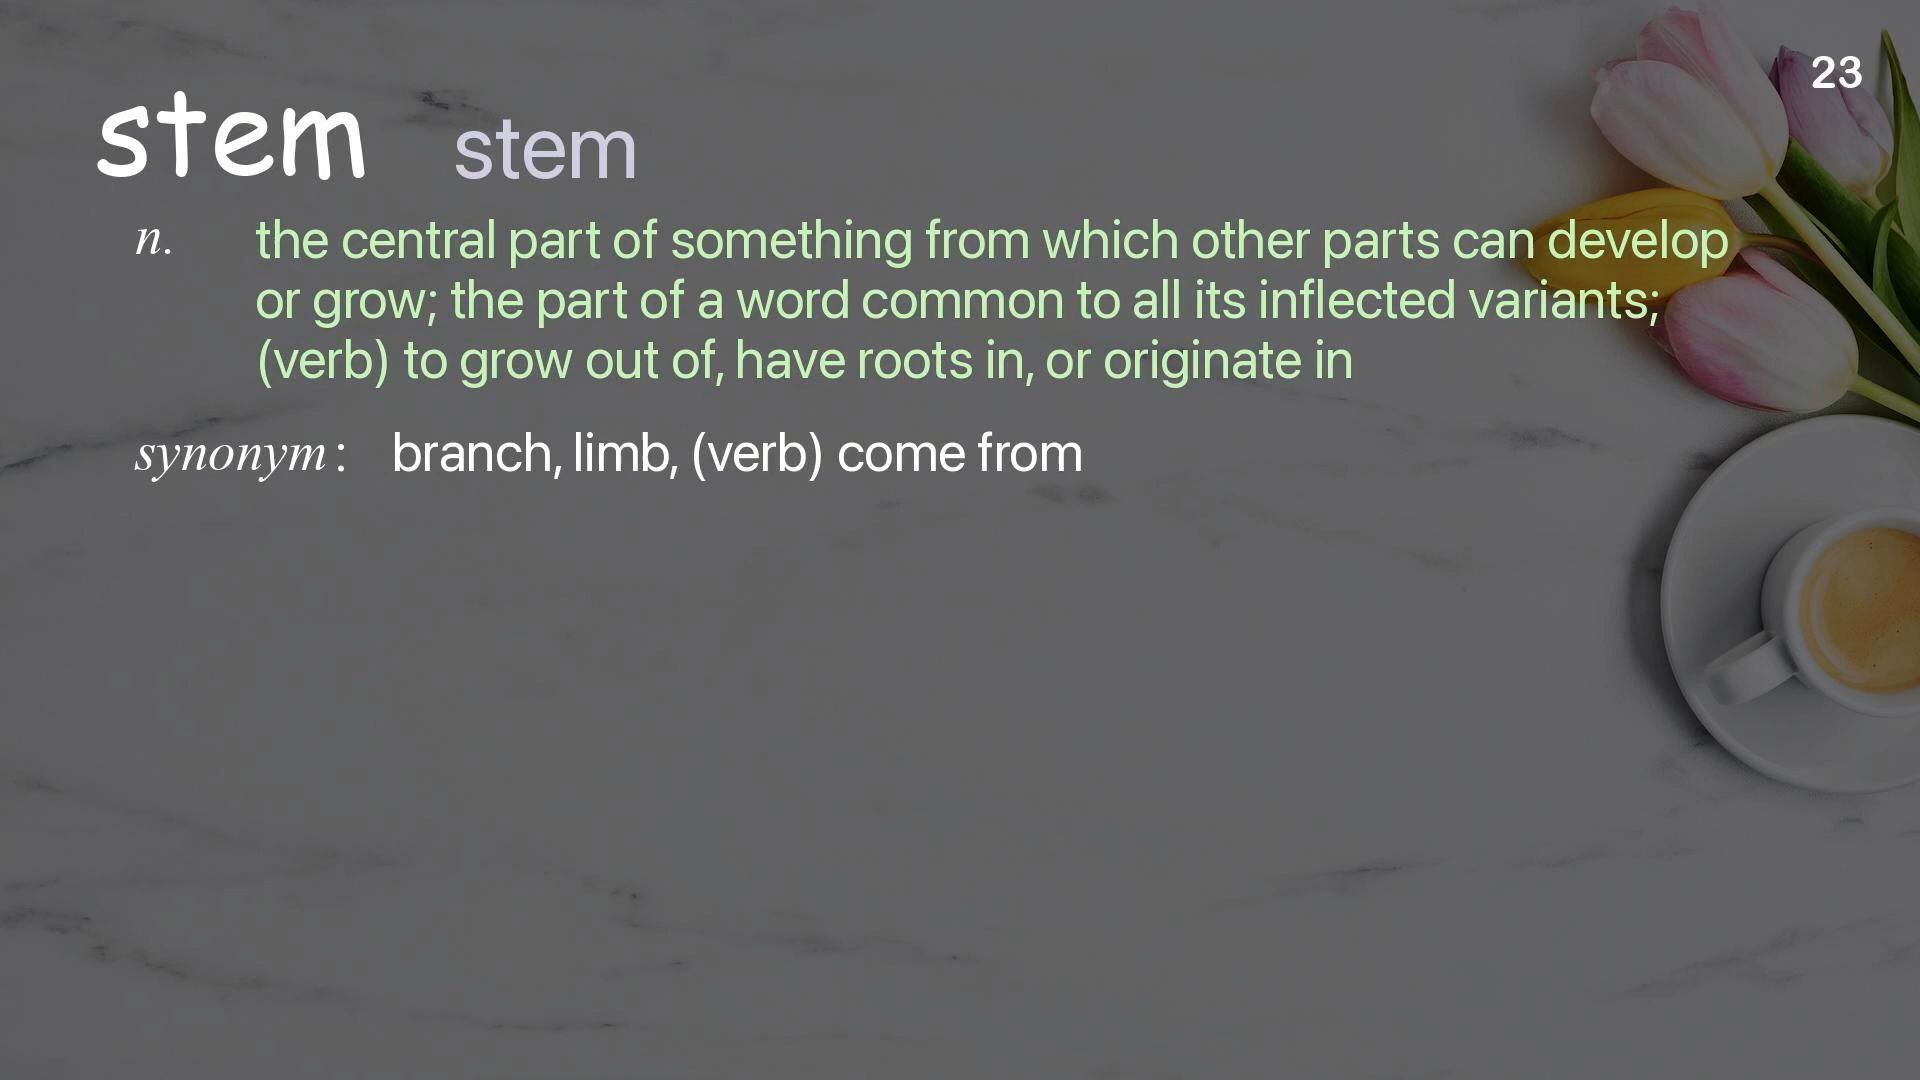 23
stem stem
n. the central part of something from which other parts can develop
or grow; the part of a word common to all its inflected variants;
(verb) to grow out of, have roots in, or originate in
synonym : branch, limb, (verb) come from